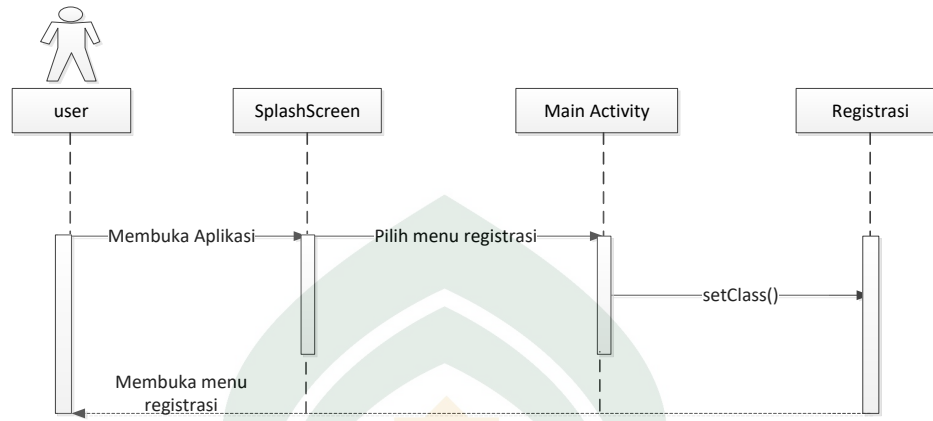 user
SplashScreen
Main Activity
Registrasi
Membuka Aplikasi
Pilih menu registrasi
setClass()
Membuka menu
registrasi